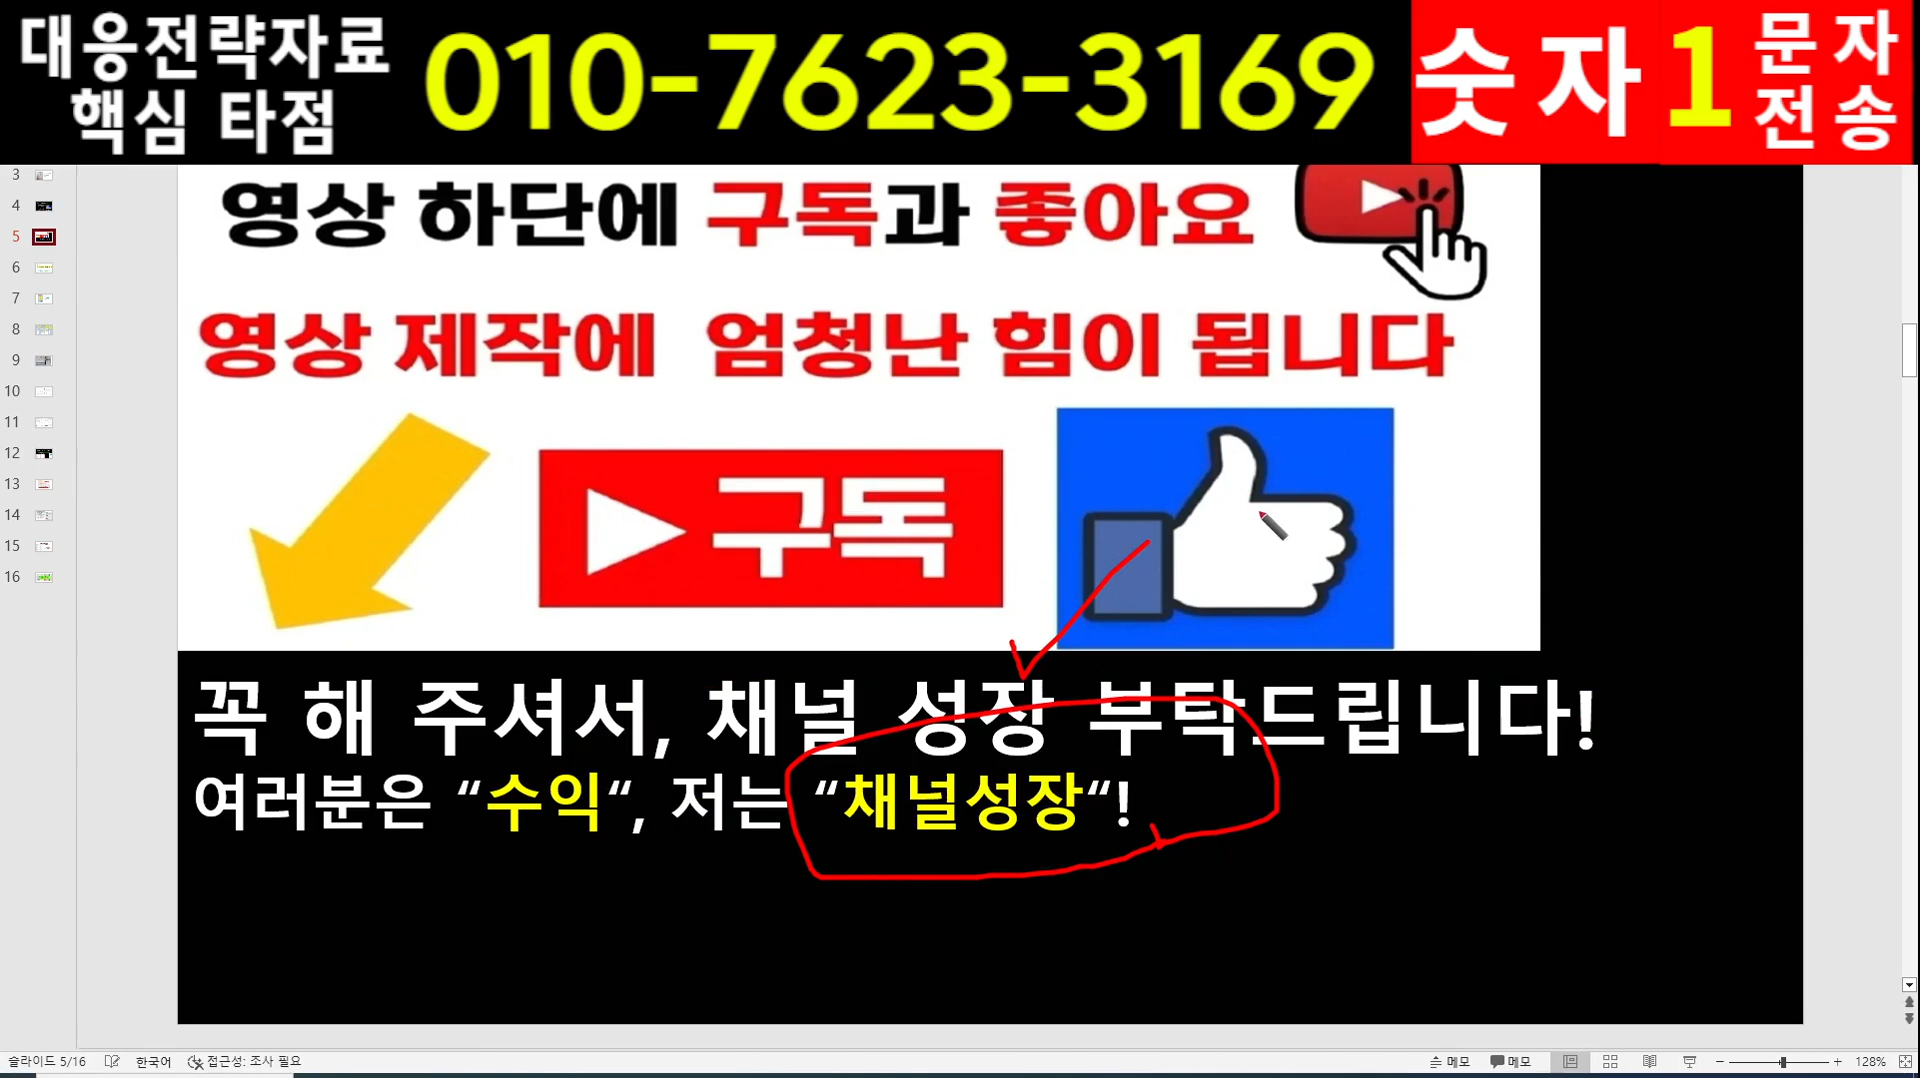 대응전략자료
핵심 타점
010-7623-3169
숫자 1 문자
전송
영상 하단에 구독과 좋아요
영상 제작에 엄청난 힘이 됩니다
구독
꼭 해 주셔서, 채널 성장 부탁드립니다!
여러분은 “수익“, 저는 “채널성장“!
3
4
5
6
7
8
9
10
11
12
13
14
15
16
슬라이드 5/16 한국어 접근성: 조사 필요 메모 메모 128%